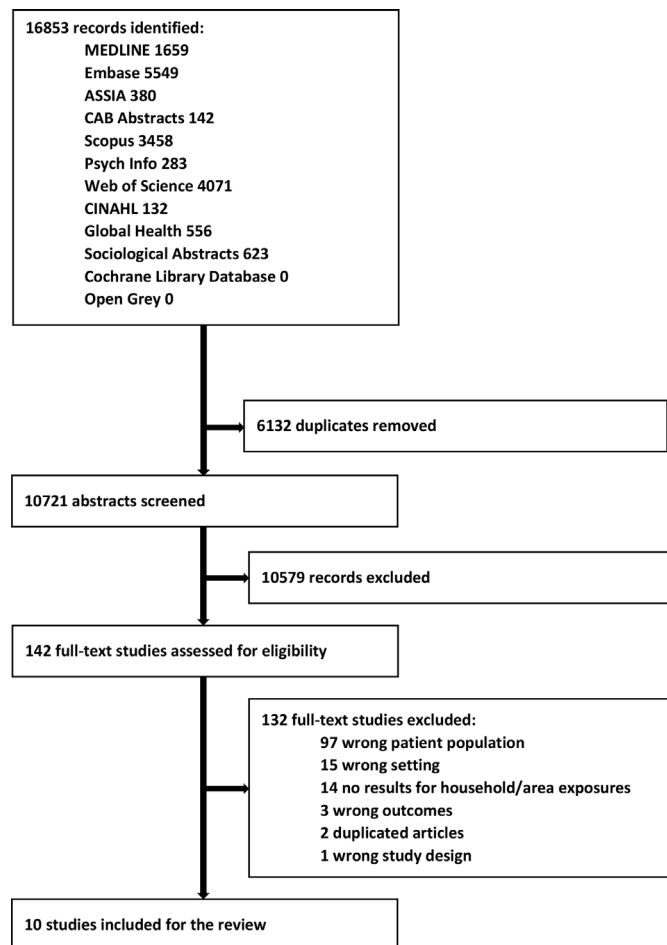 16853 records identified:
MEDLINE 1659
Embase 5549
ASSIA 380
CAB Abstracts 142
Scopus 3458
Psych Info 283
Web of Science 4071
CINAHL 132
Global Health 556
Sociological Abstracts 623
Cochrane Library Database 0
Open Grey 0
6132 duplicates removed
10721 abstracts screened
10579 records excluded
142 full-text studies assessed for eligibility
132 full-text studies excluded:
97 wrong patient population
15 wrong setting
14 no results for household/area exposures
3 wrong outcomes
2 duplicated articles
1 wrong study design
10 studies included for the review